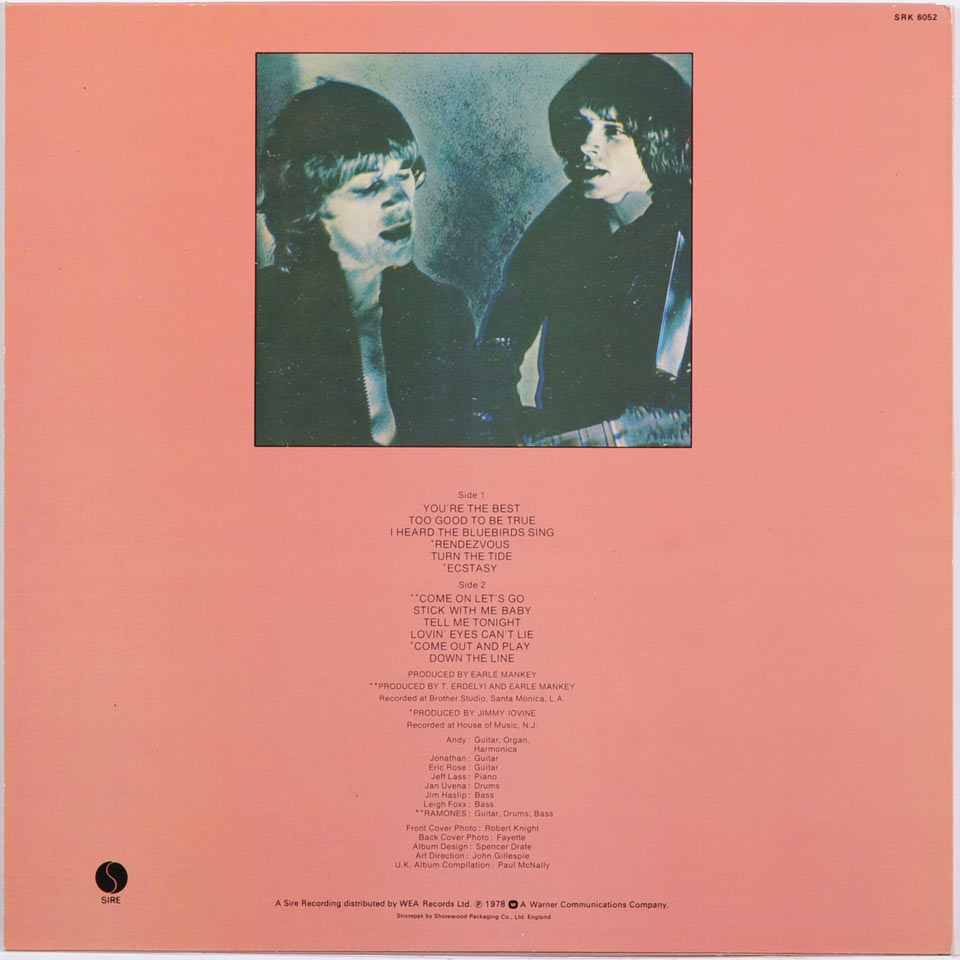 SRK 6052
Side 1
YOU'RE THE BEST
TOO GOOD TO BE TRUE
I HEARD THE BLUEBIRDS SING
*RENDEZVOUS
TURN THE TIDE
*ECSTASY
Side 2
**COME ON LET'S GO
STICK WITH ME BABY
TELL ME TONIGHT
LOVIN' EYES CAN'T LIE
*COME OUT AND PLAY
DOWN THE LINE
PRODUCED BY EARLE MANKEY
**PRODUCED BY T. ERDELYI AND EARLE MANKEY
Recorded at Brother Studio, Santa Monica, L.A.
*PRODUCED BY JIMMY IOVINE
Recorded at House of Music, N.J.
Andy: Guitar, Organ,
Harmonica
Jonathan: Guitar
Eric Rose: Guitar
Jeff Lass: Piano
Jan Uvena: Drums
Jim Haslip: Bass
Leigh Foxx: Bass
**RAMONES: Guitar, Drums, Bass
Front Cover Photo: Robert Knight
Back Cover Photo: Fayette
Album Design: Spencer Drate
Art Direction: John Gillespie
U.K. Album Compilation: Paul McNally
SIRE
A Sire Recording distributed by WEA Records Ltd. ℗ 1978 A Warner Communications Company.
Shorepak by Shorewood Packaging Co., Ltd. England